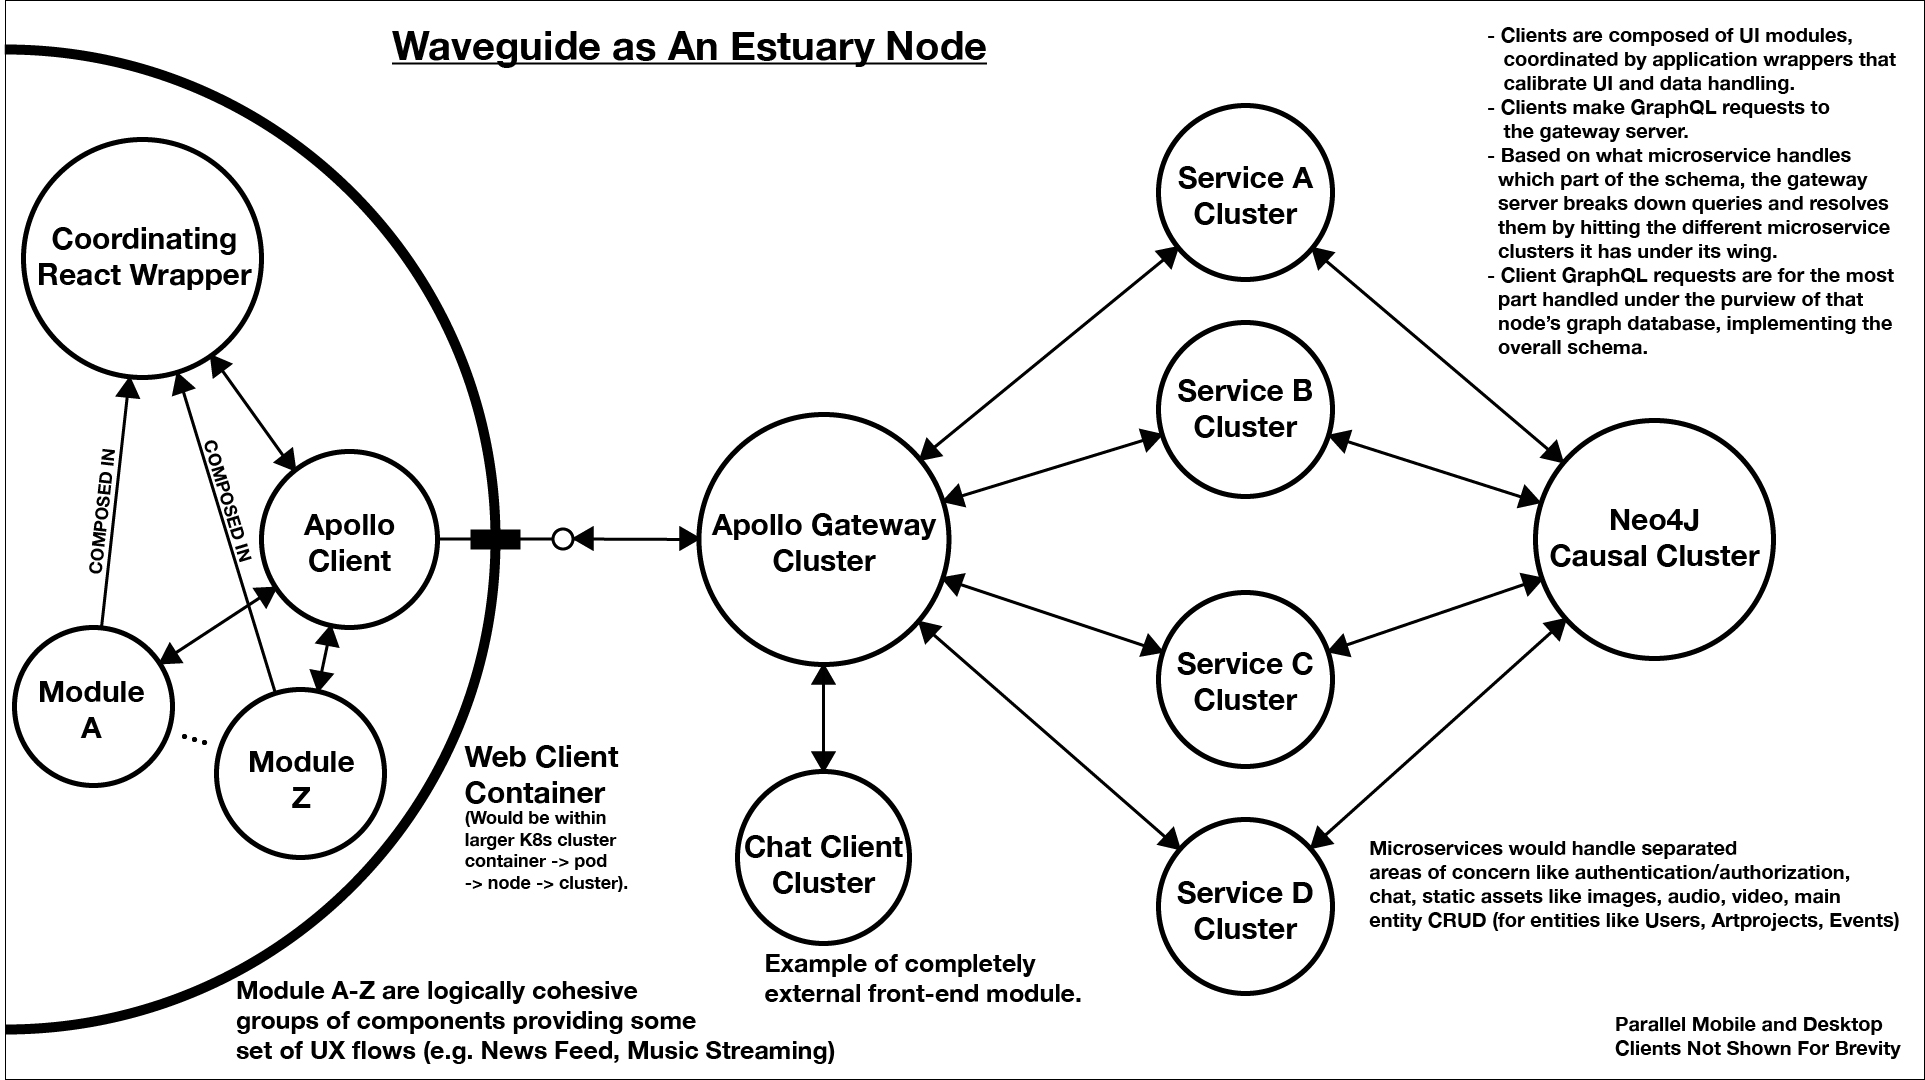 Waveguide as An Estuary Node
- Clients are composed of UI modules,
coordinated by application wrappers that
calibrate UI and data handling.
- Clients make GraphQL requests to
the gateway server.
- Based on what microservice handles
which part of the schema, the gateway
server breaks down queries and resolves
them by hitting the different microservice
clusters it has under its wing.
- Client GraphQL requests are for the most
part handled under the purview of that
node’s graph database, implementing the
overall schema.
Coordinating
React Wrapper
COMPOSED IN
COMPOSED IN
Apollo
Client
Module
A
Module
Z
Web Client
Container
(Would be within
larger K8s cluster
container -> pod
-> node -> cluster).
Module A-Z are logically cohesive
groups of components providing some
set of UX flows (e.g. News Feed, Music Streaming)
Apollo Gateway
Cluster
Chat Client
Cluster
Example of completely
external front-end module.
Service A
Cluster
Service B
Cluster
Service C
Cluster
Service D
Cluster
Neo4J
Causal Cluster
Microservices would handle separated
areas of concern like authentication/authorization,
chat, static assets like images, audio, video, main
entity CRUD (for entities like Users, Artprojects, Events)
Parallel Mobile and Desktop
Clients Not Shown For Brevity